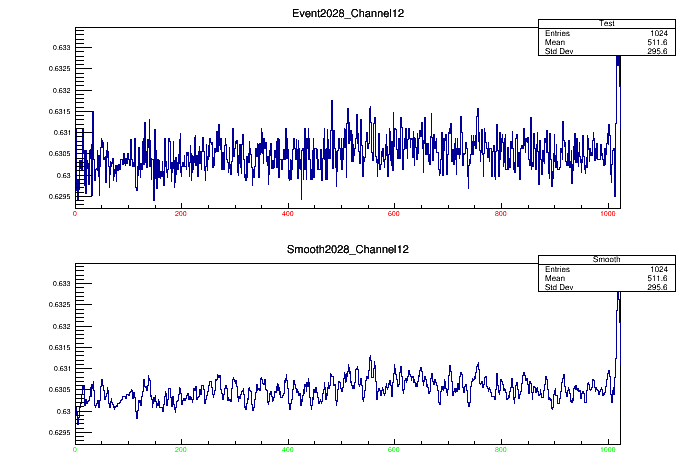 Event2028_Channel12
Test
Entries 1024
Mean 511.6
Std Dev 295.6
0.633
0.6325
0.632
0.6315
0.631
0.6305
0.63
0.6295
0 200 400 600 800 1000
Smooth2028_Channel12
Smooth
Entries 1024
Mean 511.6
Std Dev 295.6
0.633
0.6325
0.632
0.6315
0.631
0.6305
0.63
0.6295
0 200 400 600 800 1000